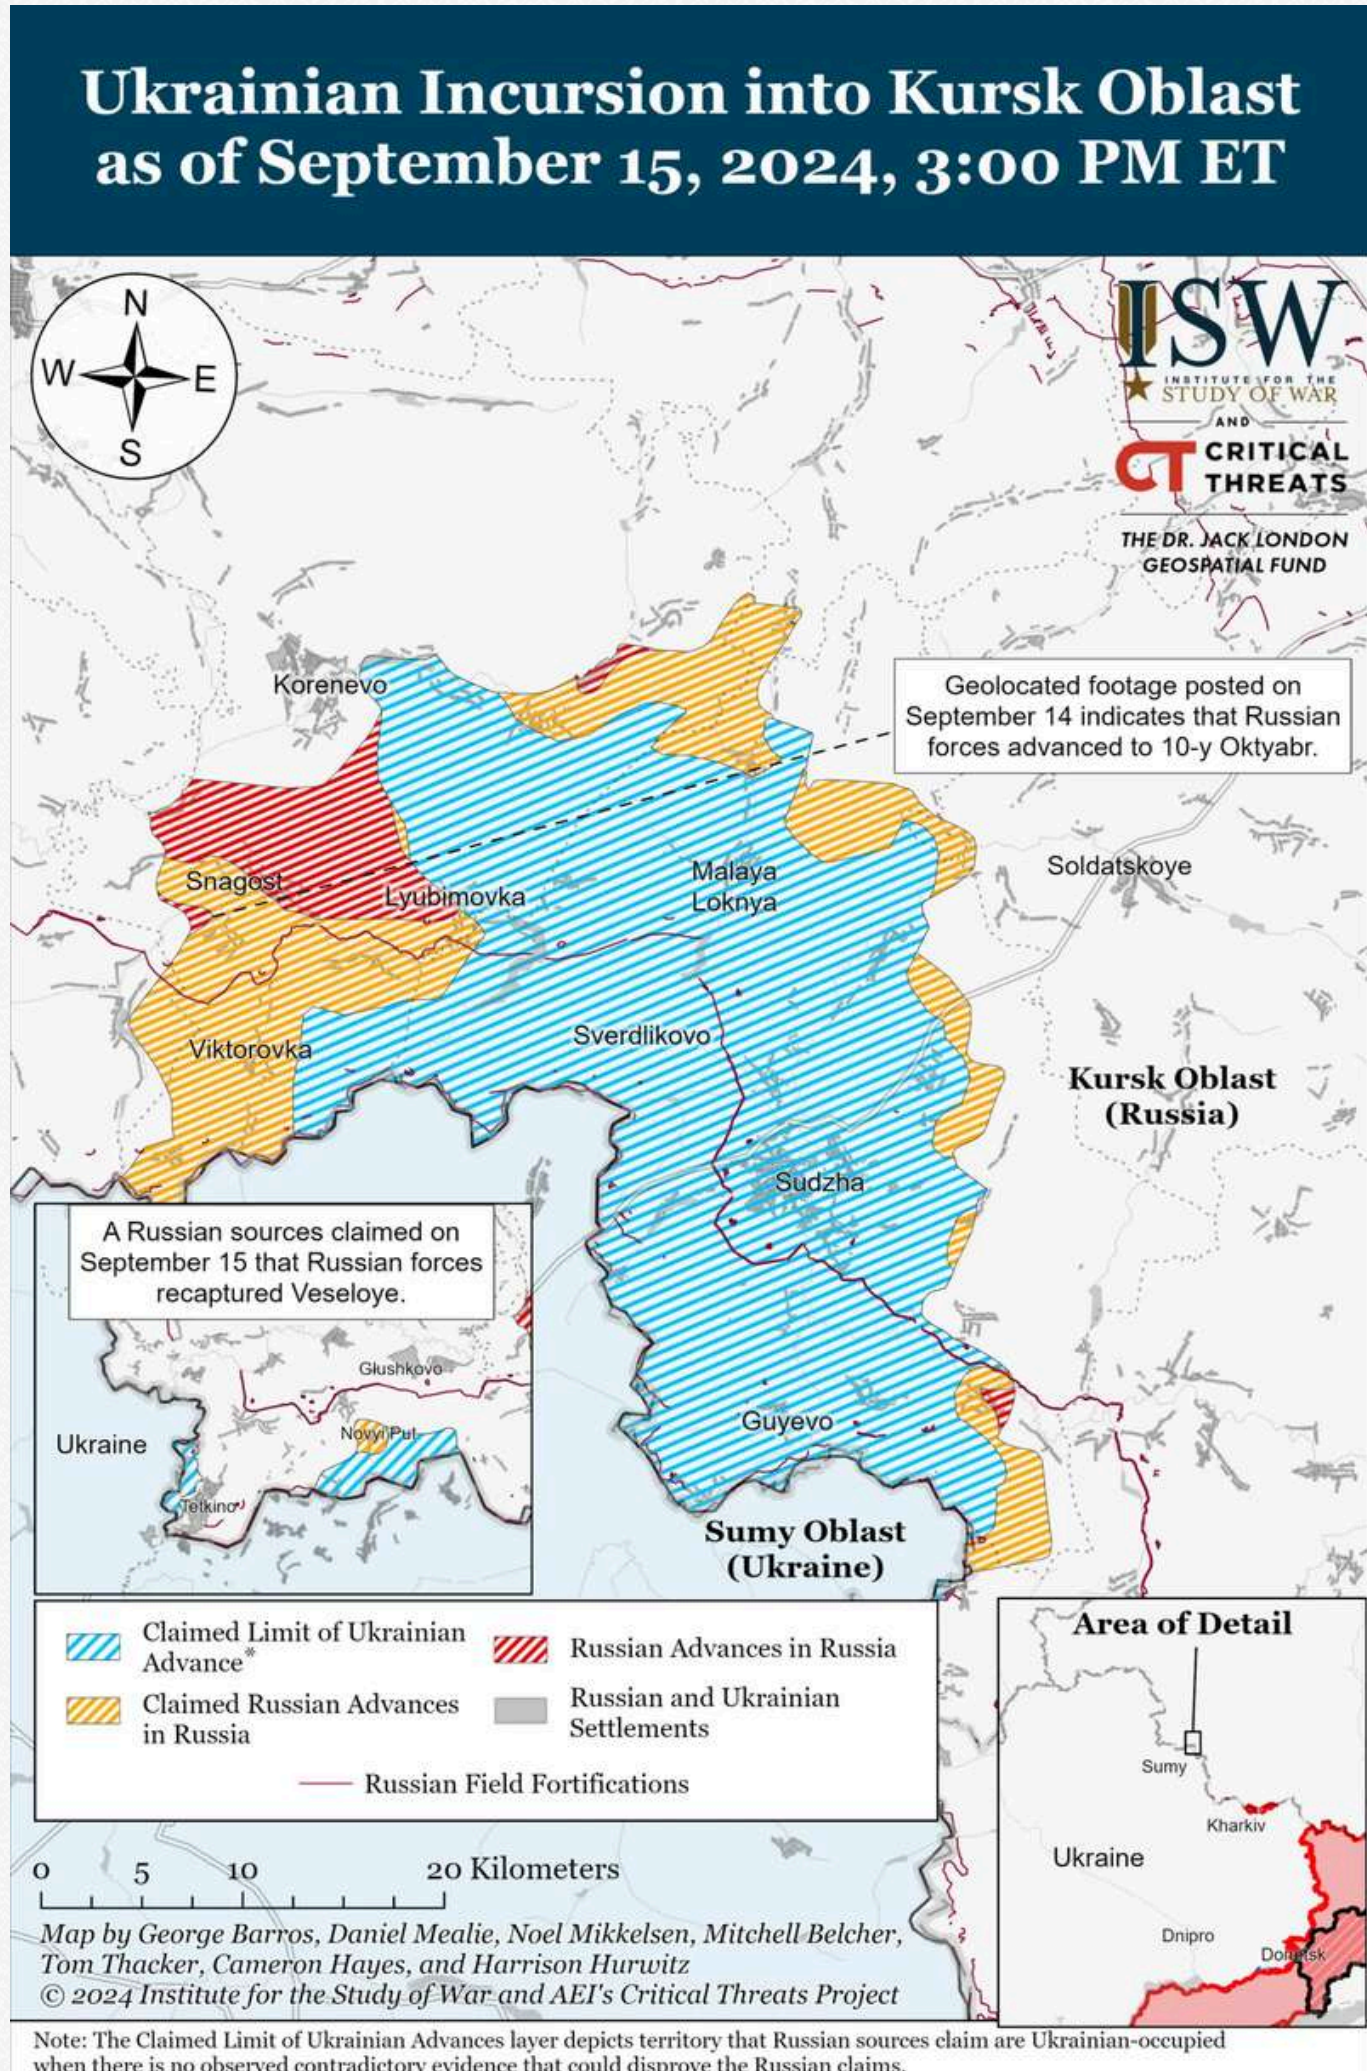 Ukrainian Incursion into Kursk Oblast
as of September 15, 2024, 3:00 PM ET
N
W
E
S
ISW
INSTITUTE FOR THE
STUDY OF WAR
AND
CT CRITICAL
THREATS
THE DR. JACK LONDON
GEOSPATIAL FUND
Korenevo
Geolocated footage posted on
September 14 indicates that Russian
forces advanced to 10-y Oktyabr.
Snagost
Lyubimovka
Malaya
Loknya
Soldatskoye
Viktorovka
Sverdlikovo
Kursk Oblast
(Russia)
Sudzha
A Russian sources claimed on
September 15 that Russian forces
recaptured Veseloye.
Glushkovo
Novyi Put
Ukraine
Tetkino
Guyevo
Sumy Oblast
(Ukraine)
Claimed Limit of Ukrainian
Advance*
Russian Advances in Russia
Claimed Russian Advances
in Russia
Russian and Ukrainian
Settlements
Russian Field Fortifications
Area of Detail
Sumy
Kharkiv
Ukraine
Dnipro
Donetsk
0 5 10 20 Kilometers
Map by George Barros, Daniel Mealie, Noel Mikkelsen, Mitchell Belcher,
Tom Thacker, Cameron Hayes, and Harrison Hurwitz
© 2024 Institute for the Study of War and AEI's Critical Threats Project
Note: The Claimed Limit of Ukrainian Advances layer depicts territory that Russian sources claim are Ukrainian-occupied
when there is no observed contradictory evidence that could disprove the Russian claims.